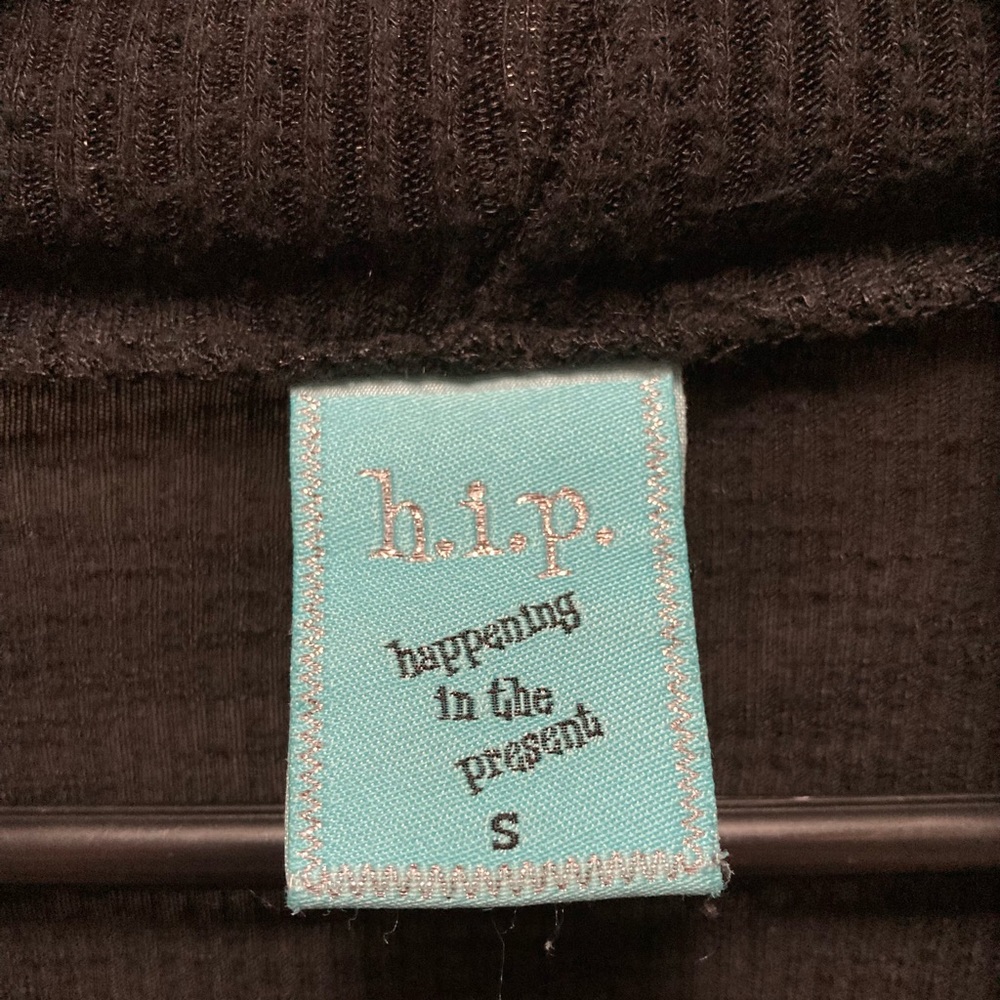 h.i.p.
happening
in the
present
S